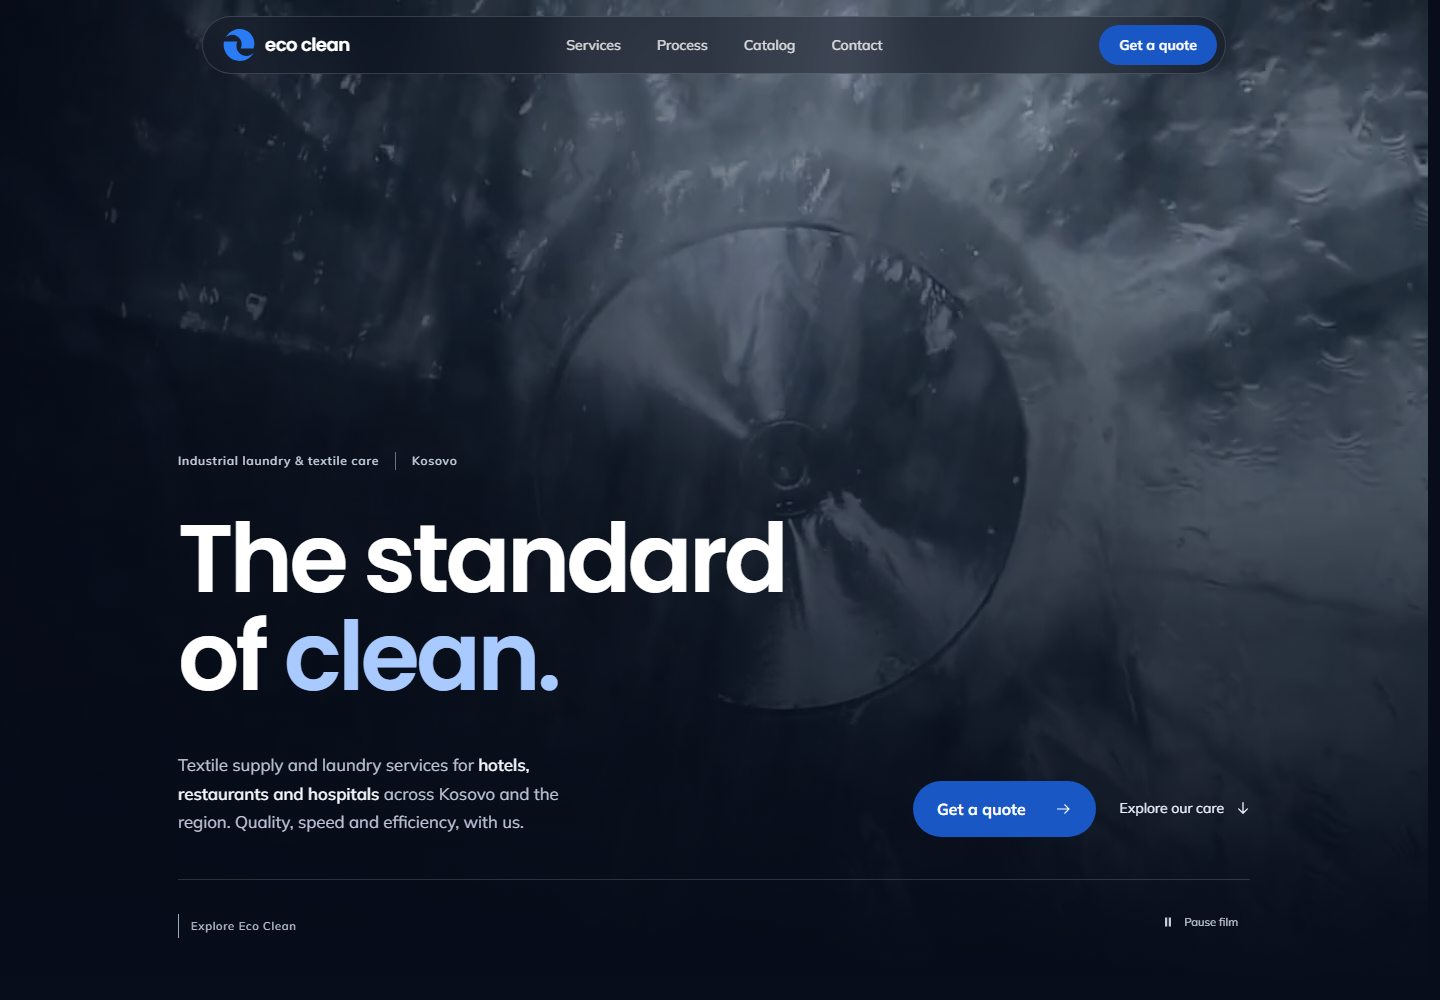 eco clean
Services
Process
Catalog
Contact
Get a quote
Industrial laundry & textile care
Kosovo
The standard
of clean.
Textile supply and laundry services for hotels,
restaurants and hospitals across Kosovo and the
region. Quality, speed and efficiency, with us.
Get a quote
Explore our care
Explore Eco Clean
Pause film